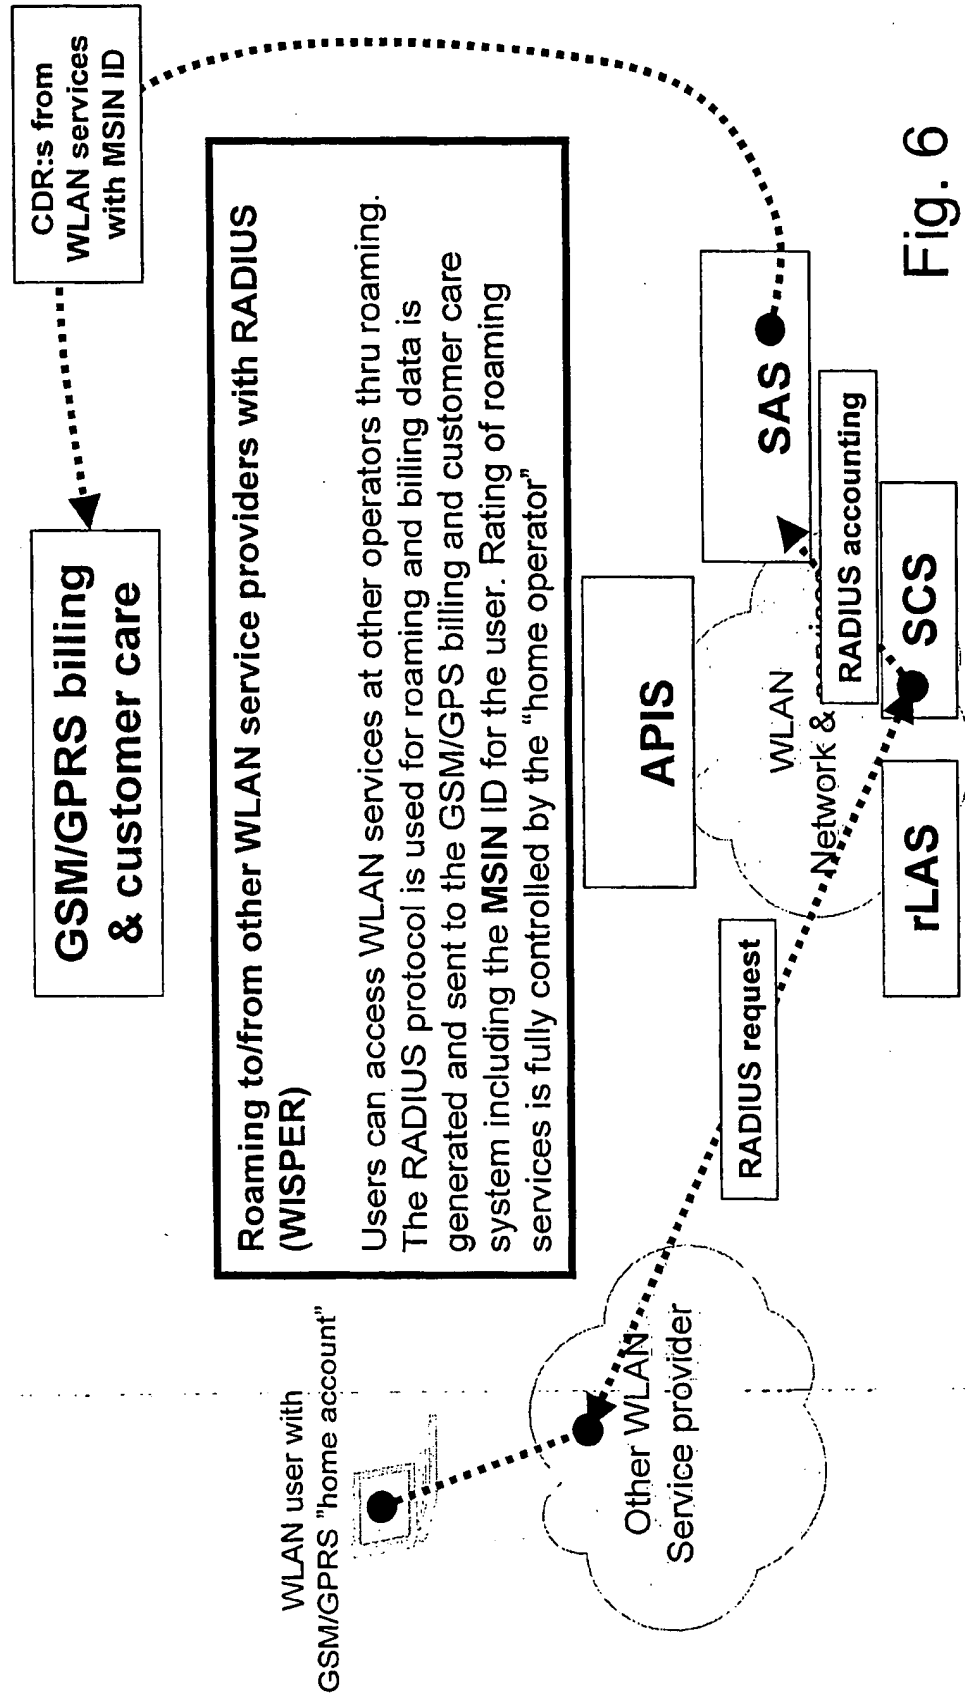 GSM/GPRS billing
& customer care
CDR:s from
WLAN services
with MSIN ID
Roaming to/from other WLAN service providers with RADIUS
(WISPER)
Users can access WLAN services at other operators thru roaming.
The RADIUS protocol is used for roaming and billing data is
generated and sent to the GSM/GPS billing and customer care
system including the MSIN ID for the user. Rating of roaming
services is fully controlled by the “home operator”
WLAN user with
GSM/GPRS ”home account”
Other WLAN
Service provider
RADIUS request
APIS
WLAN
Network &
SAS
RADIUS accounting
rLAS
SCS
Fig. 6